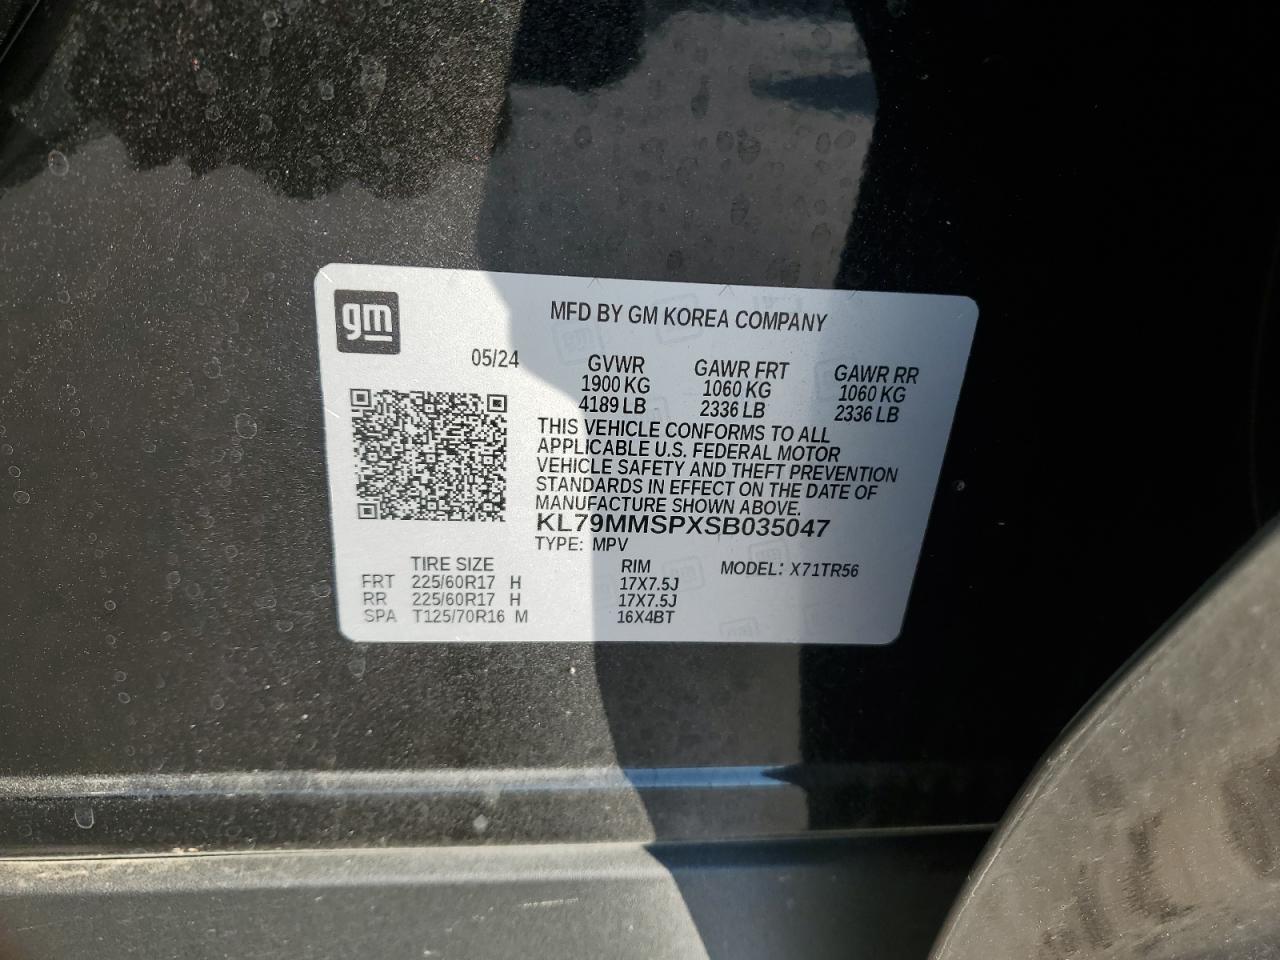 gm
MFD BY GM KOREA COMPANY
05/24
GVWR GAWR FRT GAWR RR
1900 KG 1060 KG 1060 KG
4189 LB 2336 LB 2336 LB
THIS VEHICLE CONFORMS TO ALL
APPLICABLE U.S. FEDERAL MOTOR
VEHICLE SAFETY AND THEFT PREVENTION
STANDARDS IN EFFECT ON THE DATE OF
MANUFACTURE SHOWN ABOVE.
KL79MMSPXSB035047
TYPE: MPV
TIRE SIZE RIM MODEL: X71TR56
FRT 225/60R17 H 17X7.5J
RR 225/60R17 H 17X7.5J
SPA T125/70R16 M 16X4BT